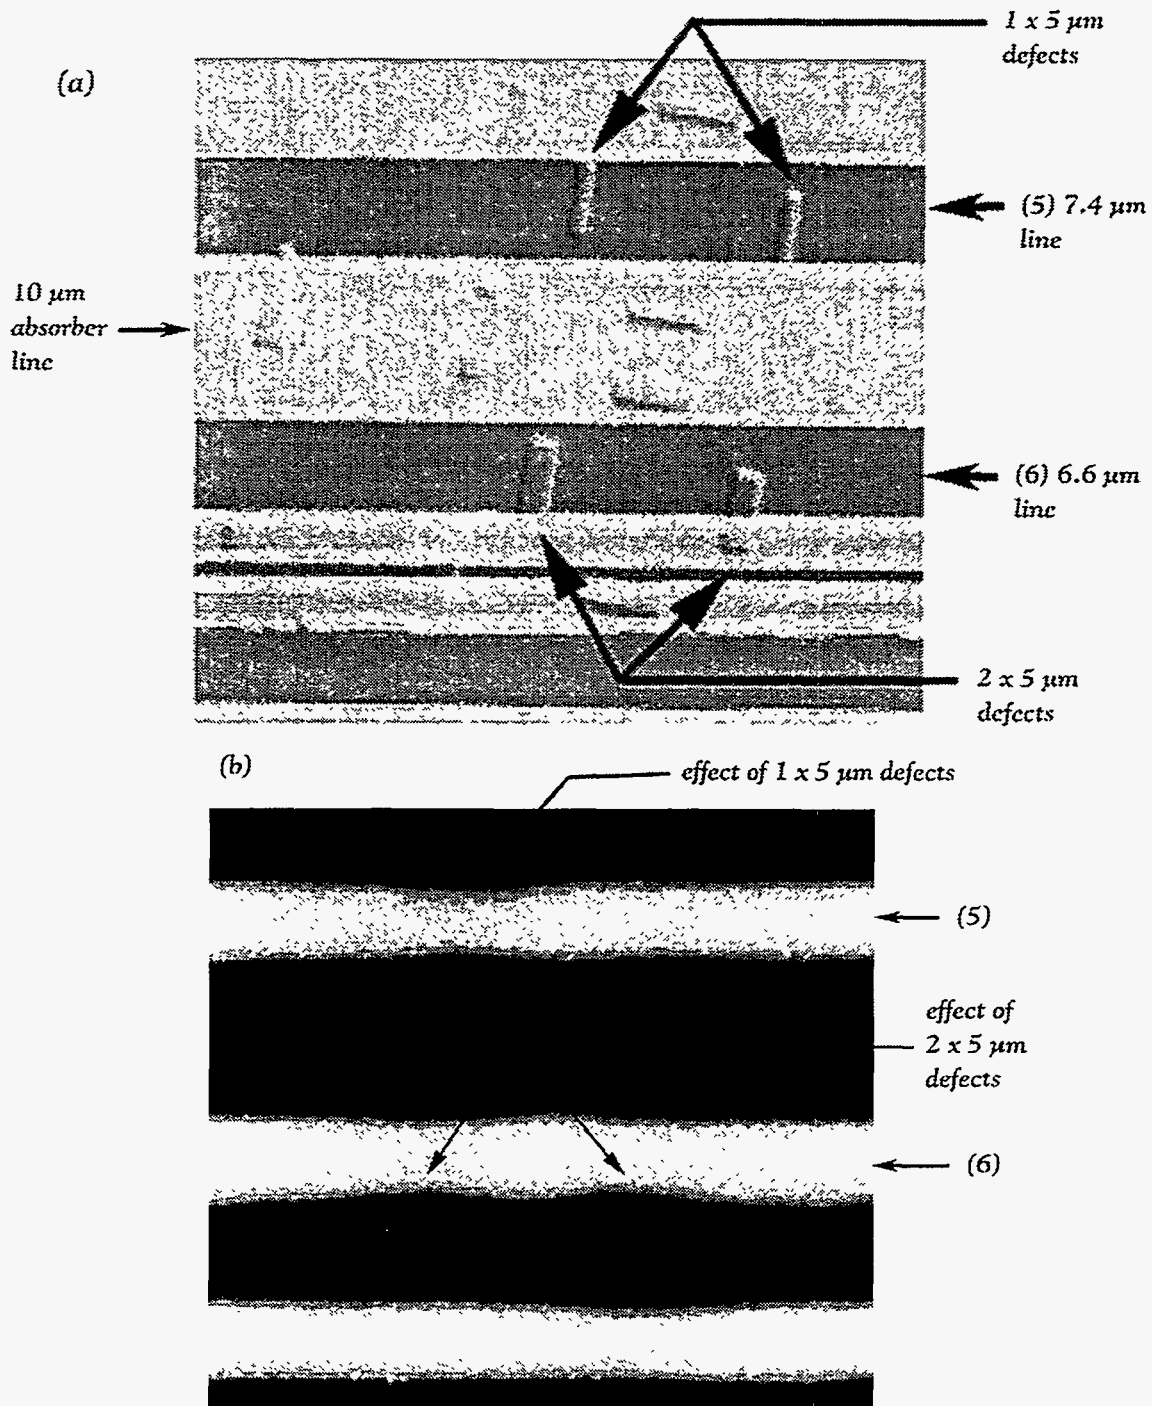 1 x 5 µm
defects
(a)
(5) 7.4 µm
line
10 µm
absorber
line
(6) 6.6 µm
line
2 x 5 µm
defects
(b)
effect of 1 x 5 µm defects
(5)
effect of
2 x 5 µm
defects
(6)